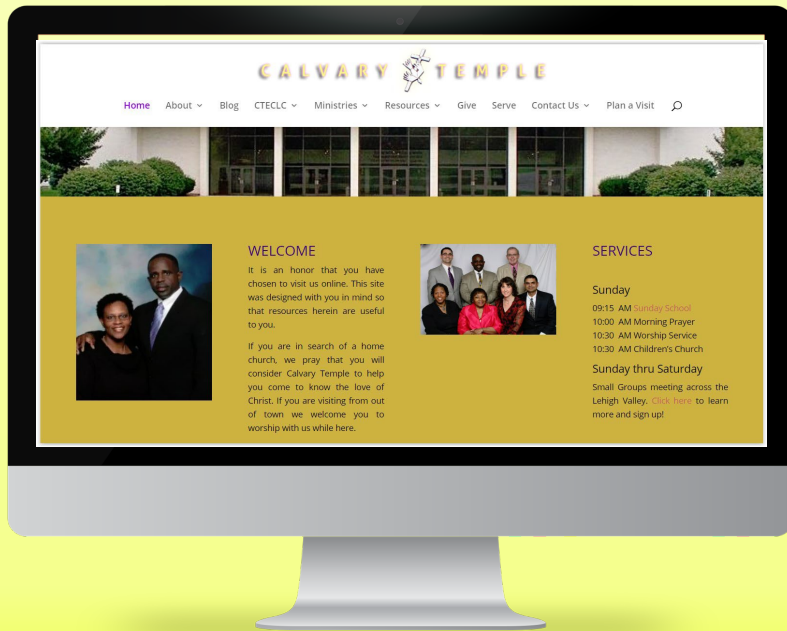 CALVARY TEMPLE
Home About Blog CTECLC Ministries Resources Give Serve Contact Us Plan a Visit
WELCOME
It is an honor that you have
chosen to visit us online. This site
was designed with you in mind so
that resources herein are useful
to you.
If you are in search of a home
church, we pray that you will
consider Calvary Temple to help
you come to know the love of
Christ. If you are visiting from out
of town we welcome you to
worship with us while here.
SERVICES
Sunday
09:15 AM Sunday School
10:00 AM Morning Prayer
10:30 AM Worship Service
10:30 AM Children's Church
Sunday thru Saturday
Small Groups meeting across the
Lehigh Valley. Click here to learn
more and sign up!